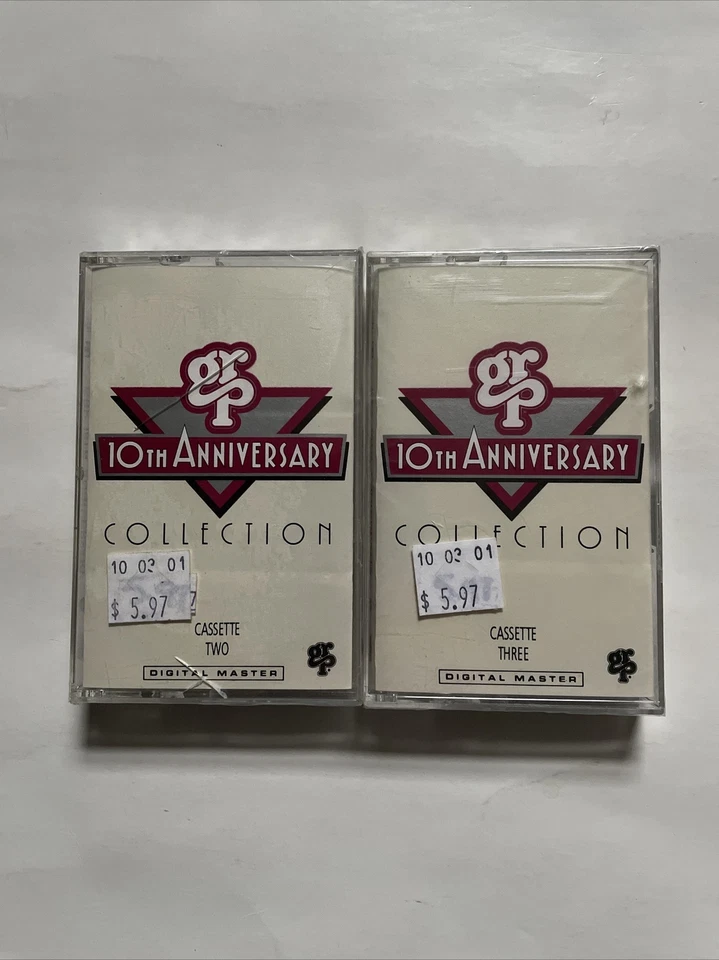 grp
10TH ANNIVERSARY
COLLECTION
10 03 01
$ 5.97
7
CASSETTE
TWO
DIGITAL MASTER
grp
grp
10TH ANNIVERSARY
COLLECTION
10 03 01
$ 5.97
CASSETTE
THREE
DIGITAL MASTER
grp